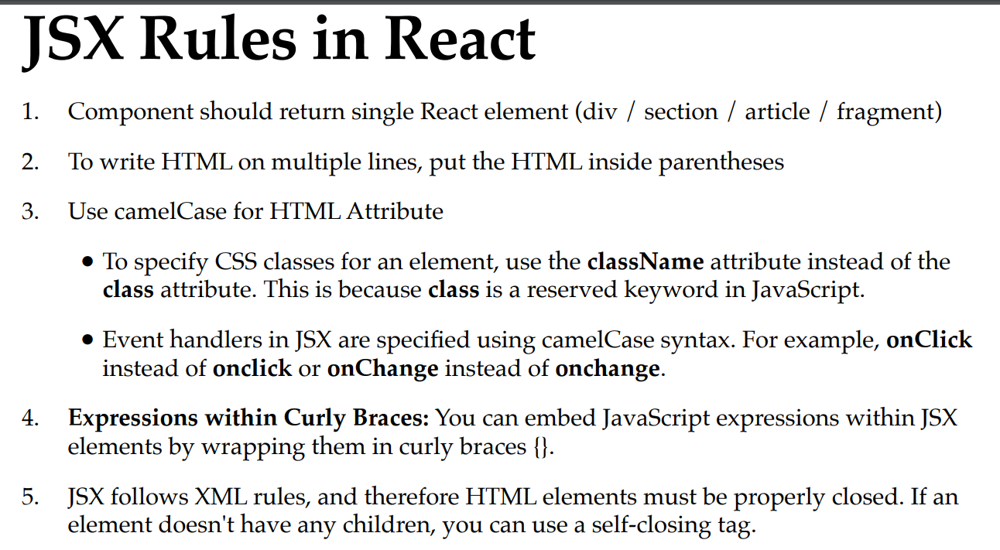 JSX Rules in React
1. Component should return single React element (div / section / article / fragment)
2. To write HTML on multiple lines, put the HTML inside parentheses
3. Use camelCase for HTML Attribute
● To specify CSS classes for an element, use the className attribute instead of the
class attribute. This is because class is a reserved keyword in JavaScript.
● Event handlers in JSX are specified using camelCase syntax. For example, onClick
instead of onclick or onChange instead of onchange.
4. Expressions within Curly Braces: You can embed JavaScript expressions within JSX
elements by wrapping them in curly braces {}.
5. JSX follows XML rules, and therefore HTML elements must be properly closed. If an
element doesn't have any children, you can use a self-closing tag.